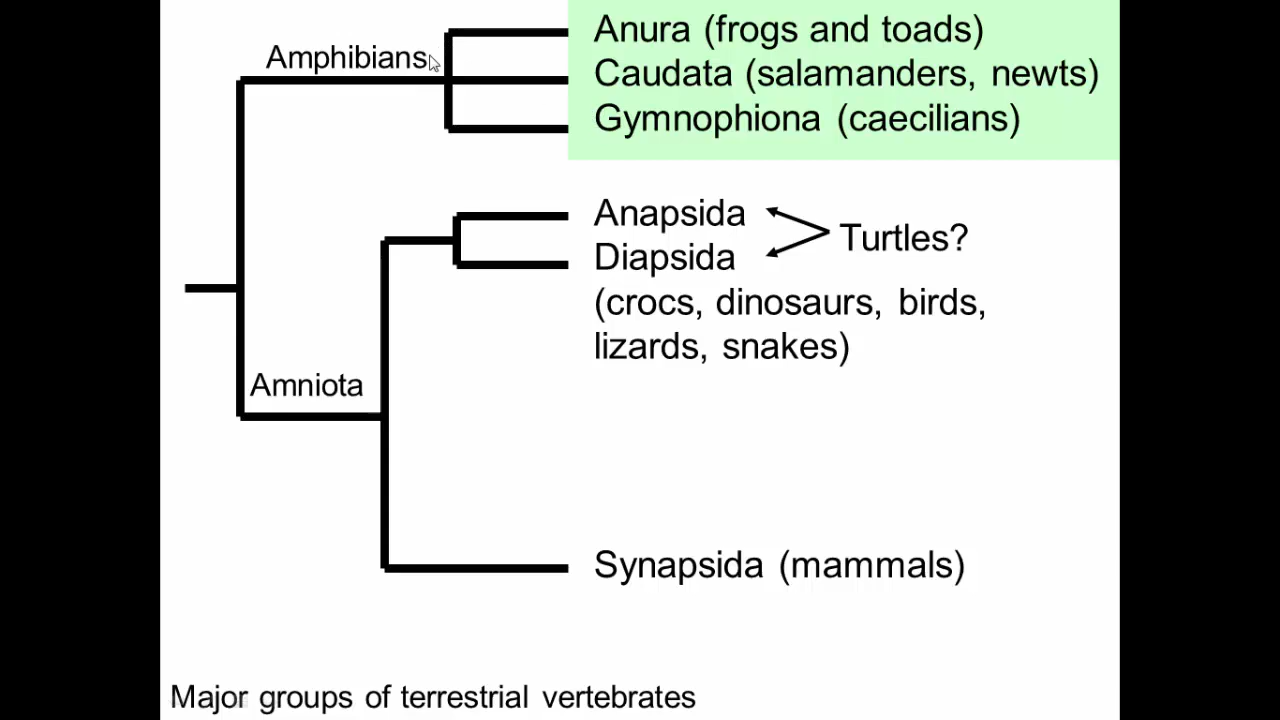 Amphibians
Anura (frogs and toads)
Caudata (salamanders, newts)
Gymnophiona (caecilians)
Anapsida
Turtles?
Diapsida
(crocs, dinosaurs, birds,
lizards, snakes)
Amniota
Synapsida (mammals)
Major groups of terrestrial vertebrates